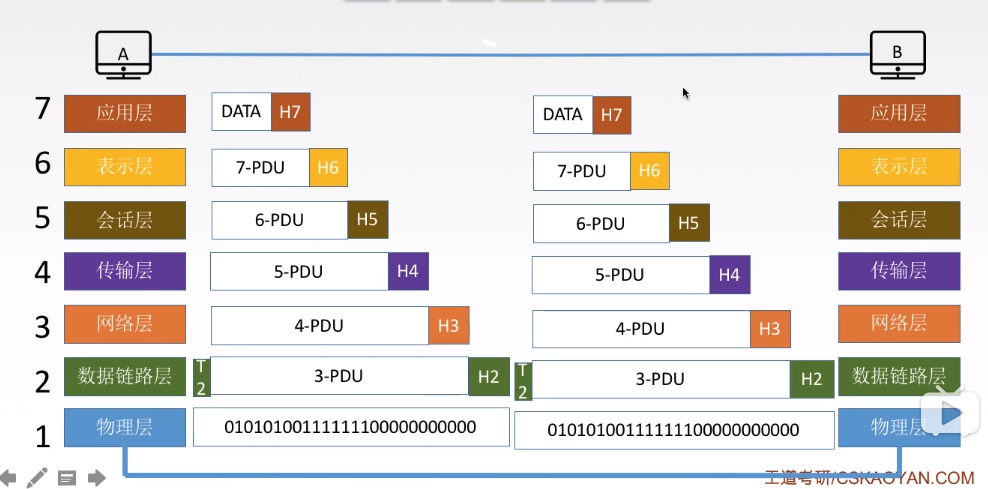 A B
7 应用层 DATA H7 DATA H7 应用层
6 表示层 7-PDU H6 7-PDU H6 表示层
5 会话层 6-PDU H5 6-PDU H5 会话层
4 传输层 5-PDU H4 5-PDU H4 传输层
3 网络层 4-PDU H3 4-PDU H3 网络层
2 数据链路层 T2 3-PDU H2 T2 3-PDU H2 数据链路层
1 物理层 01010100111111100000000000 01010100111111100000000000 物理层
王道考研/CSKAOYAN.COM